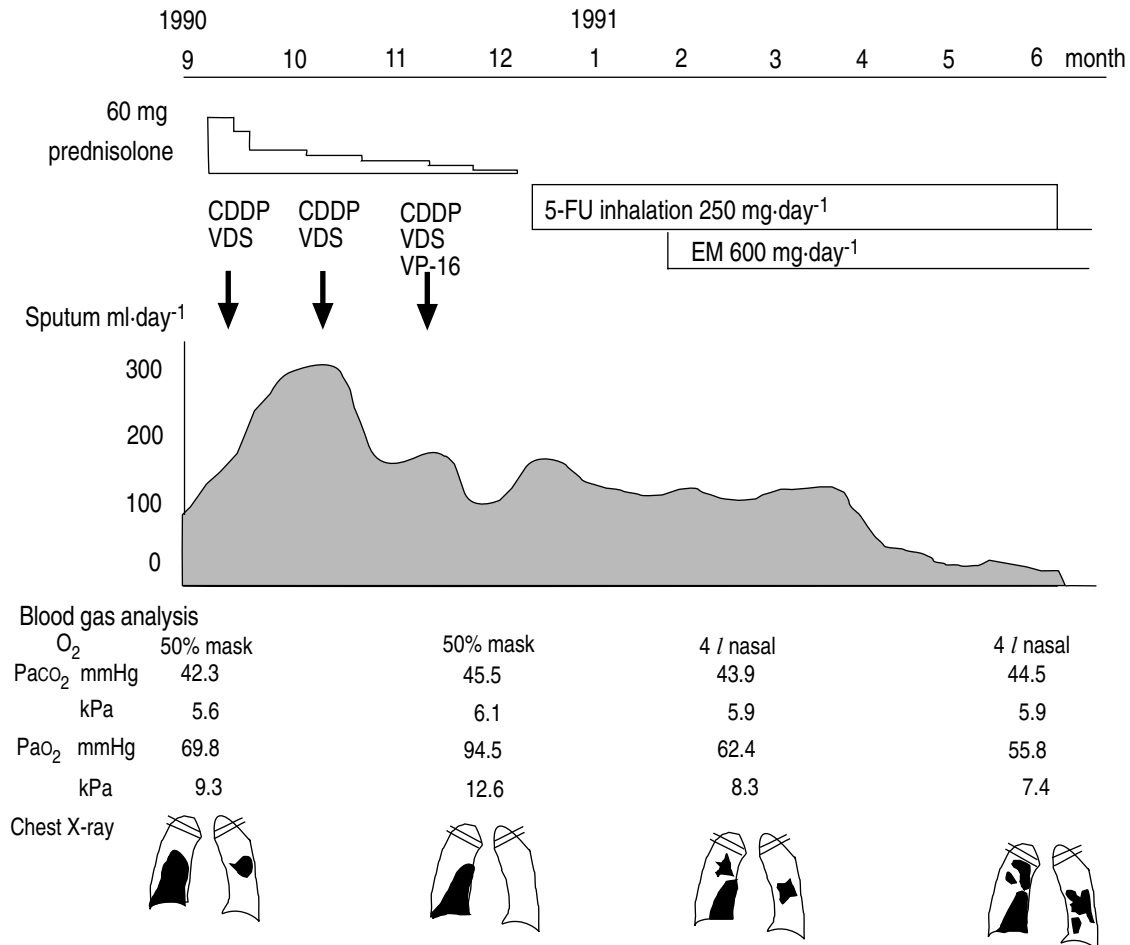 1990 1991
9 10 11 12 1 2 3 4 5 6 month
60 mg
prednisolone
CDDP CDDP CDDP
VDS VDS VDS
VP-16
5-FU inhalation 250 mg·day-1
EM 600 mg·day-1
Sputum ml·day-1
300
200
100
0
Blood gas analysis
O2 50% mask 50% mask 4 l nasal 4 l nasal
PaCO2 mmHg 42.3 45.5 43.9 44.5
kPa 5.6 6.1 5.9 5.9
PaO2 mmHg 69.8 94.5 62.4 55.8
kPa 9.3 12.6 8.3 7.4
Chest X-ray